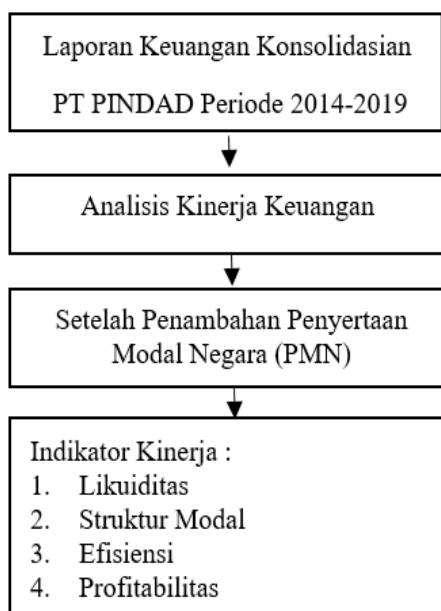 Laporan Keuangan Konsolidasian
PT PINDAD Periode 2014-2019
Analisis Kinerja Keuangan
Setelah Penambahan Penyertaan
Modal Negara (PMN)
Indikator Kinerja :
1. Likuiditas
2. Struktur Modal
3. Efisiensi
4. Profitabilitas